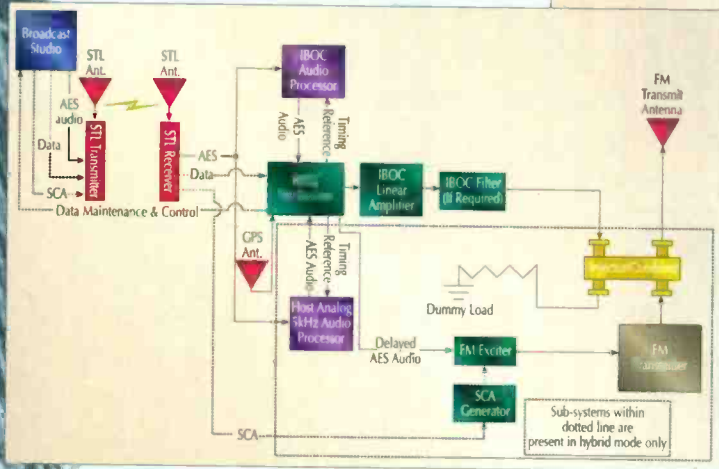 Broadcast
Studio
STL
Ant.
STL
Ant.
IBOC
Audio
Processor
FM
Transmit
Antenna
AES
audio
Data
SCA
STL Transmitter
STL Receiver
AES
Data
AES
Audio
Timing
Reference
IBOC
Linear
Amplifier
IBOC Filter
(If Required)
Data Maintenance & Control
GPS
Ant.
AES Audio
Timing
Reference
Host Analog
Audio
Processor
Dummy Load
Delayed
AES Audio
FM Exciter
FM
SCA
Generator
SCA
Sub-systems within
dotted line are
present in hybrid mode only